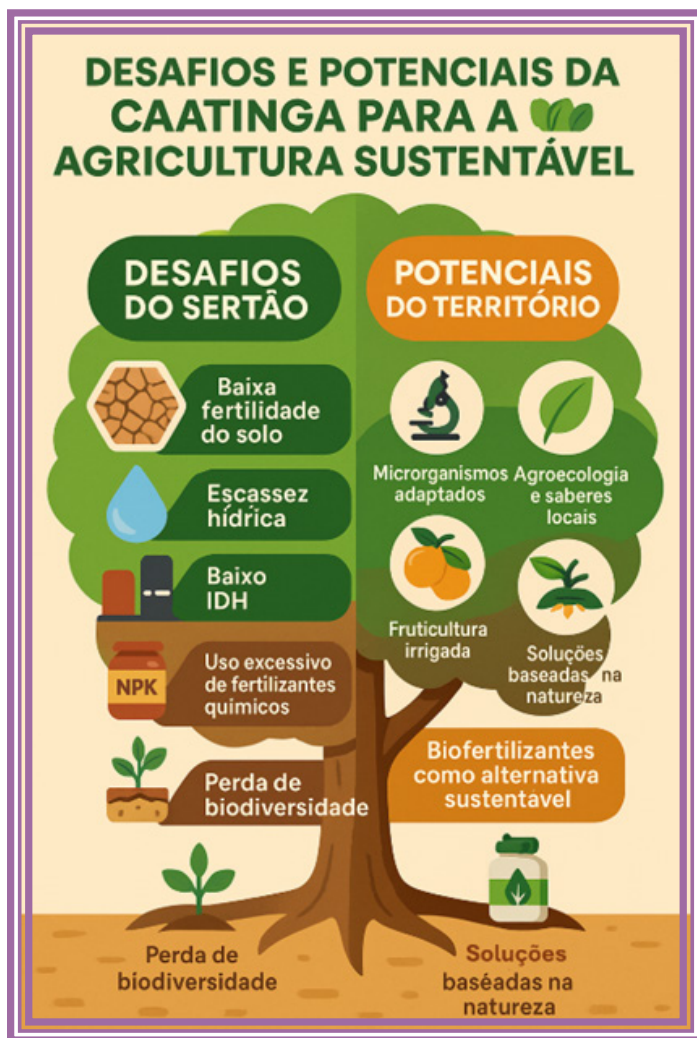 DESAFIOS E POTENCIAIS DA
CAATINGA PARA A
AGRICULTURA SUSTENTÁVEL
DESAFIOS
DO SERTÂO
Baixa
fertilidade
do solo
Escassez
hídrica
Baixo
IDH
NPK
Uso excessivo
de fertilizantes
químicos
Perda de
biodiversidade
Perda de
biodiversidade
POTENCIAIS
DO TERRITÓRIO
Microrganismos
adaptados
Agroecologia
e saberes
locais
Fruticultura
irrigada
Soluções
baseadas na
natureza
Biofertilizantes
como alternativa
sustentável
Soluções
baséadas na
natureza